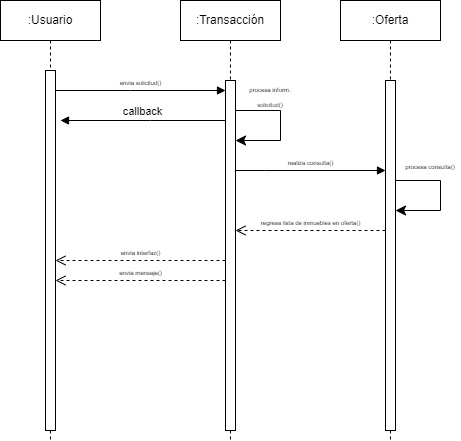 :Usuario
:Transacción
:Oferta
envia solicitud()
procesa inform.
solicitud()
callback
realiza consulta()
procesa consulta()
regresa lista de inmuebles en oferta()
envia interfaz()
envia mensaje()